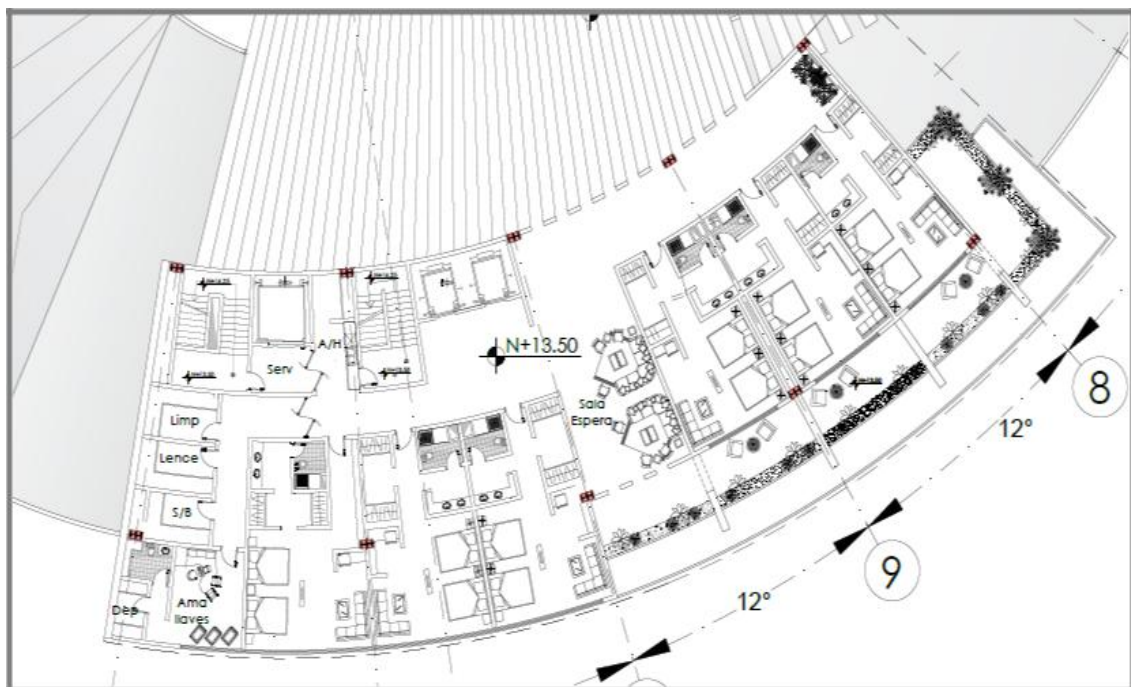 A/H
N+13.50
Serv
Sala
Espera
Limp
Lence
S/B
Dep
Ama
llaves
8
12°
9
12°